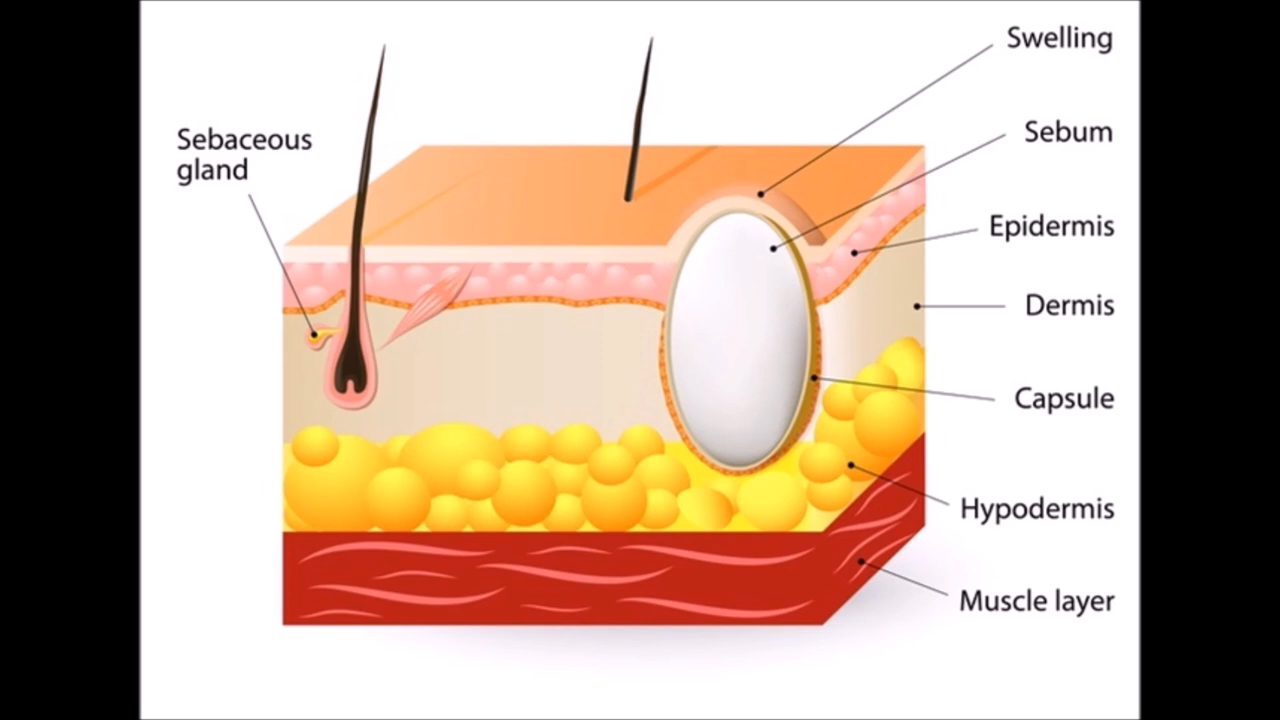 Swelling
Sebum
Sebaceous
gland
Epidermis
Dermis
Capsule
Hypodermis
Muscle layer